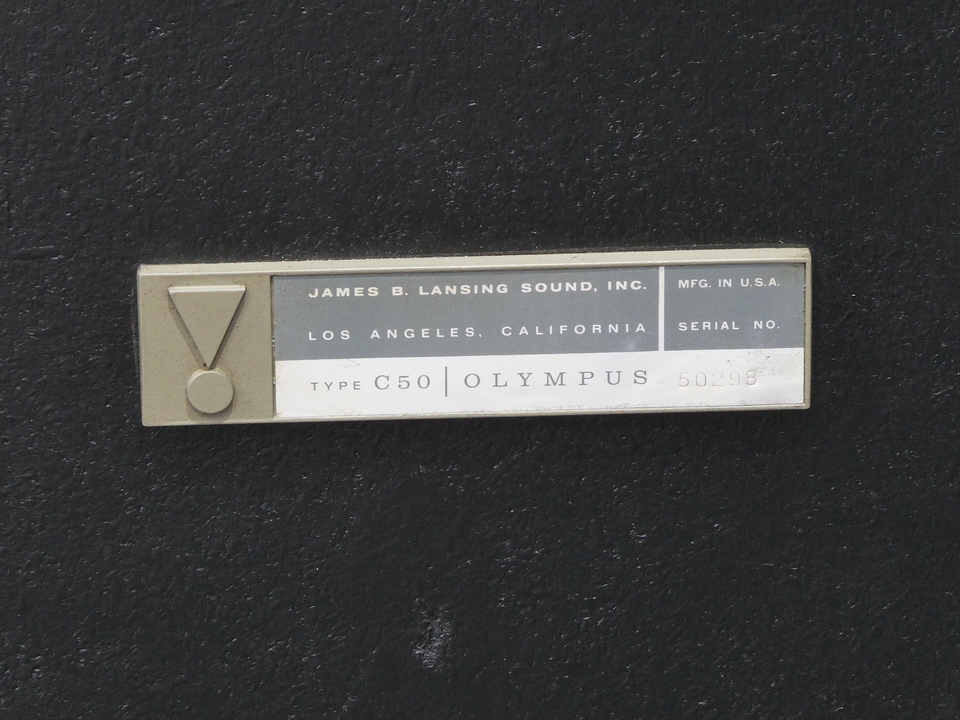 JAMES B. LANSING SOUND, INC.
LOS ANGELES, CALIFORNIA
MFG. IN U.S.A.
SERIAL NO.
TYPE C50 | OLYMPUS
50298